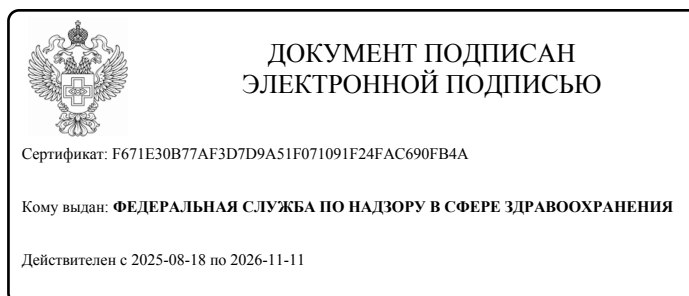 ДОКУМЕНТ ПОДПИСАН
ЭЛЕКТРОННОЙ ПОДПИСЬЮ
Сертификат: F671E30B77AF3D7D9A51F071091F24FAC690FB4A
Кому выдан: ФЕДЕРАЛЬНАЯ СЛУЖБА ПО НАДЗОРУ В СФЕРЕ ЗДРАВООХРАНЕНИЯ
Действителен с 2025-08-18 по 2026-11-11